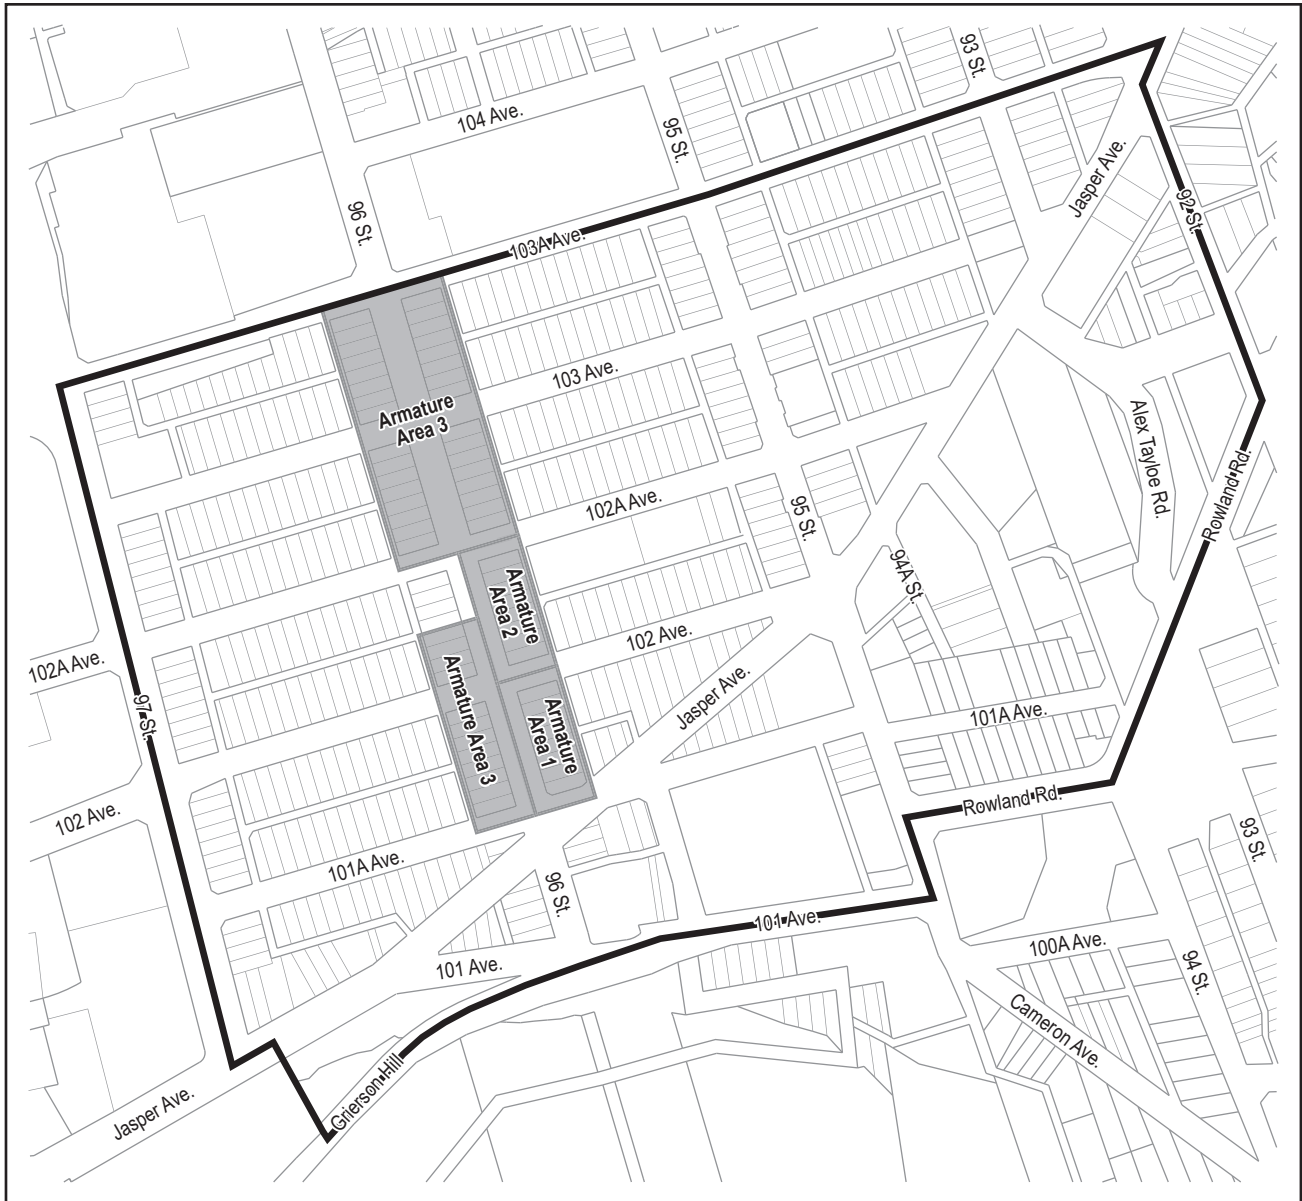 93 St.
104 Ave.
95 St.
Jasper Ave.
92 St.
96 St.
103A Ave.
103 Ave.
Armature
Area 3
Alex Tayloe Rd.
Rowland Rd.
102A Ave.
95 St.
94A St.
Armature
Area 2
102 Ave.
102A Ave.
97 St.
Armature Area 3
Armature
Area 1
Jasper Ave.
101A Ave.
Rowland Rd.
102 Ave.
93 St.
101A Ave.
96 St.
101 Ave.
100A Ave.
101 Ave.
94 St.
Cameron Ave.
Grierson Hill
Jasper Ave.